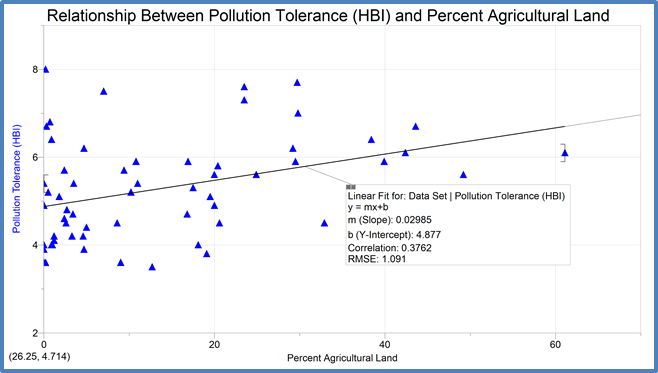 Relationship Between Pollution Tolerance (HBI) and Percent Agricultural Land
Pollution Tolerance (HBI)
8
6
4
2
Linear Fit for: Data Set | Pollution Tolerance (HBI)
y = mx+b
m (Slope): 0.02985
b (Y-Intercept): 4.877
Correlation: 0.3762
RMSE: 1.091
0 20 40 60
(26.25, 4.714)
Percent Agricultural Land